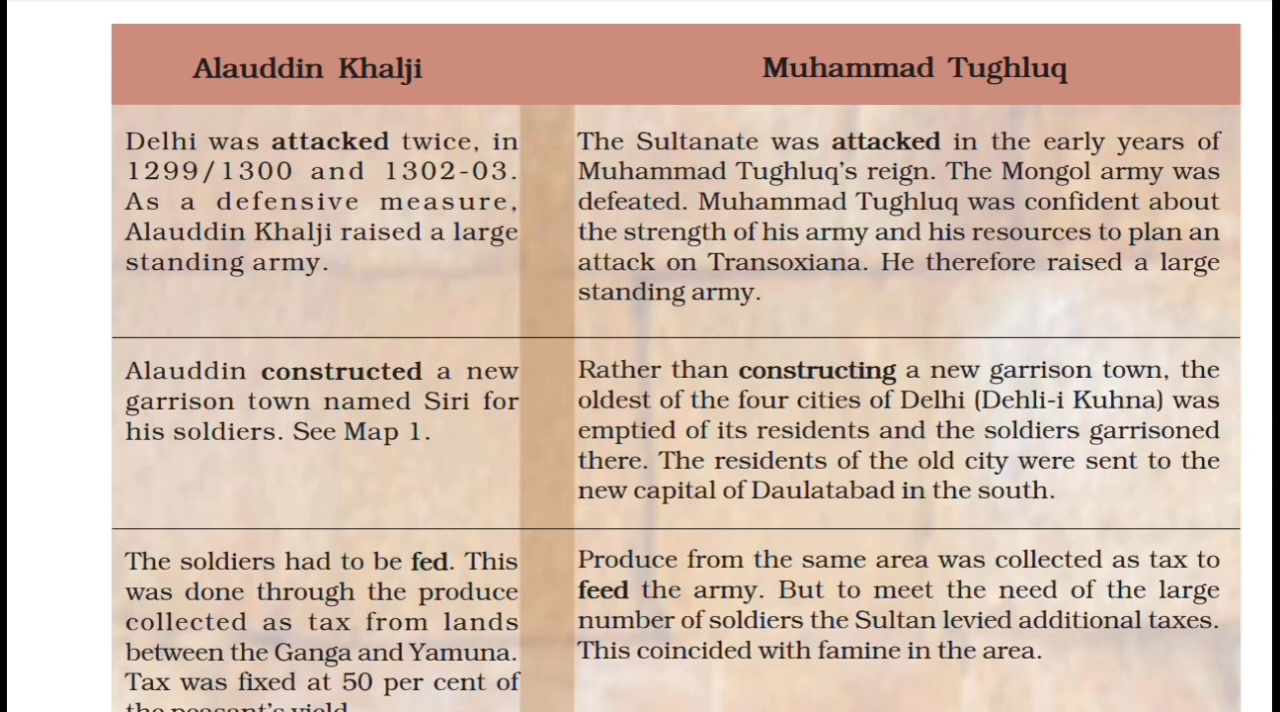 Alauddin Khalji
Muhammad Tughluq
Delhi was attacked twice, in
1299/1300 and 1302-03.
As a defensive measure,
Alauddin Khalji raised a large
standing army.
The Sultanate was attacked in the early years of
Muhammad Tughluq's reign. The Mongol army was
defeated. Muhammad Tughluq was confident about
the strength of his army and his resources to plan an
attack on Transoxiana. He therefore raised a large
standing army.
Alauddin constructed a new
garrison town named Siri for
his soldiers. See Map 1.
Rather than constructing a new garrison town, the
oldest of the four cities of Delhi (Dehli-i Kuhna) was
emptied of its residents and the soldiers garrisoned
there. The residents of the old city were sent to the
new capital of Daulatabad in the south.
The soldiers had to be fed. This
was done through the produce
collected as tax from lands
between the Ganga and Yamuna.
Tax was fixed at 50 per cent of
the peasant's yield
Produce from the same area was collected as tax to
feed the army. But to meet the need of the large
number of soldiers the Sultan levied additional taxes.
This coincided with famine in the area.